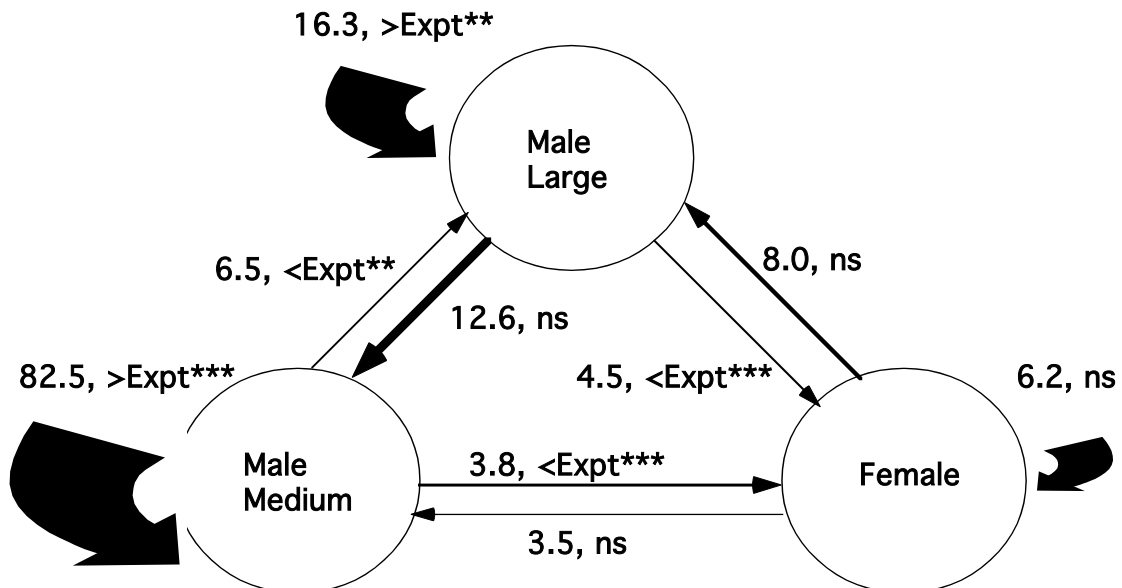 16.3, >Expt**
Male
Large
6.5, <Expt**
8.0, ns
12.6, ns
82.5, >Expt***
4.5, <Expt***
6.2, ns
Male
Medium
3.8, <Expt***
Female
3.5, ns